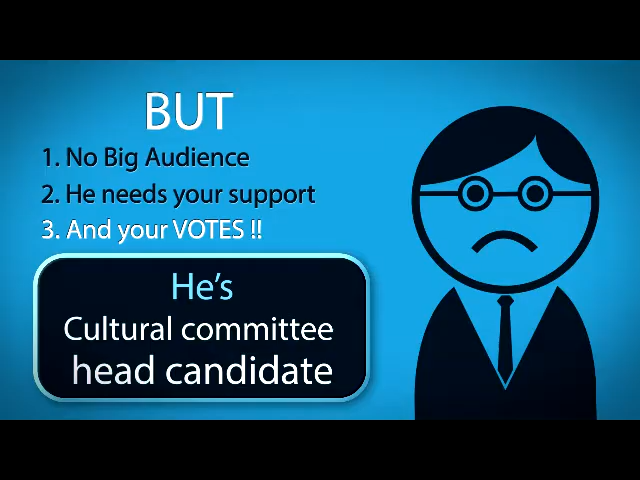 BUT
1. No Big Audience
2. He needs your support
3. And your VOTES !!
He's
Cultural committee
head candidate